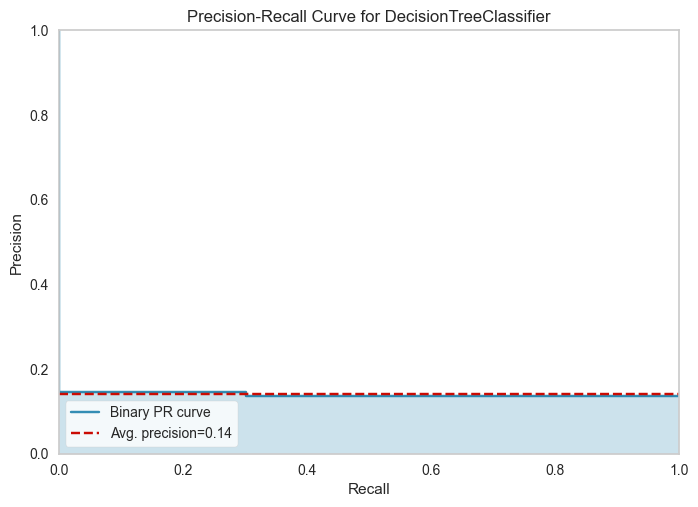 Precision-Recall Curve for DecisionTreeClassifier
1.0
0.8
0.6
0.4
0.2
0.0
Precision
Binary PR curve
Avg. precision=0.14
0.0 0.2 0.4 0.6 0.8 1.0
Recall